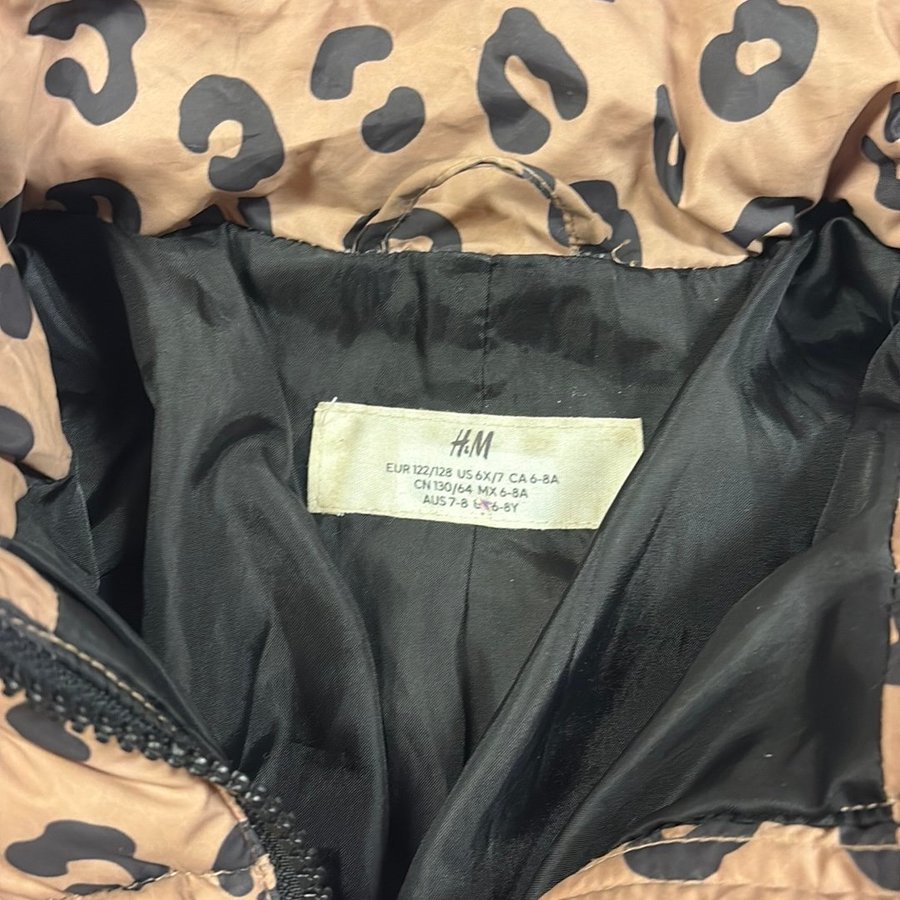 H&M
EUR 122/128 US 6X/7 CA 6-8A
CN 130/64 MX 6-8A
AUS 7-8 6-8Y